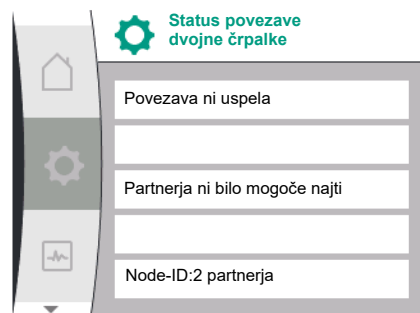 Status povezave
dvojne črpalke
Povezava ni uspela
Partnerja ni bilo mogoče najti
Node-ID:2 partnerja